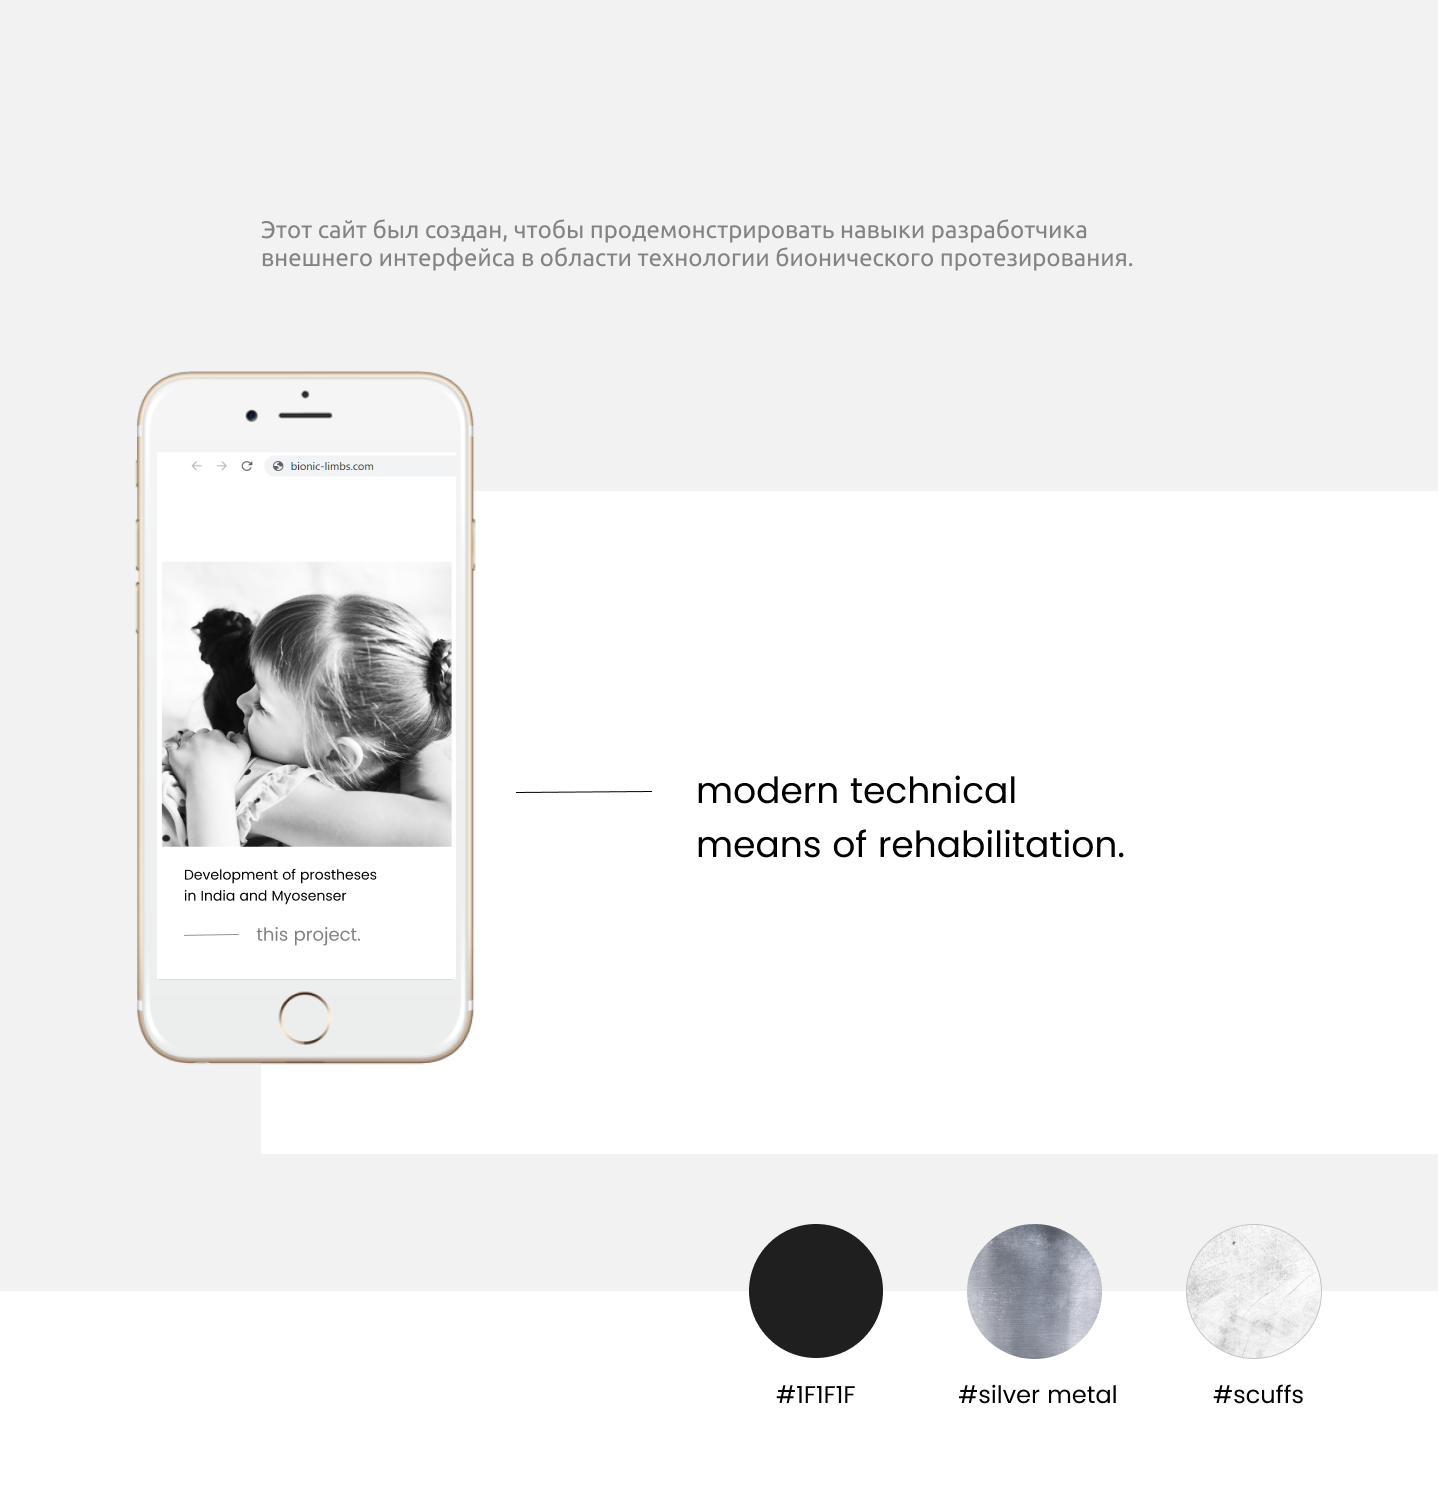 Этот сайт был создан, чтобы продемонстрировать навыки разработчика
внешнего интерфейса в области технологии бионического протезирования.
bionic-limbs.com
Development of prostheses
in India and Myosenser
this project.
modern technical
means of rehabilitation.
#1F1F1F
#silver metal
#scuffs